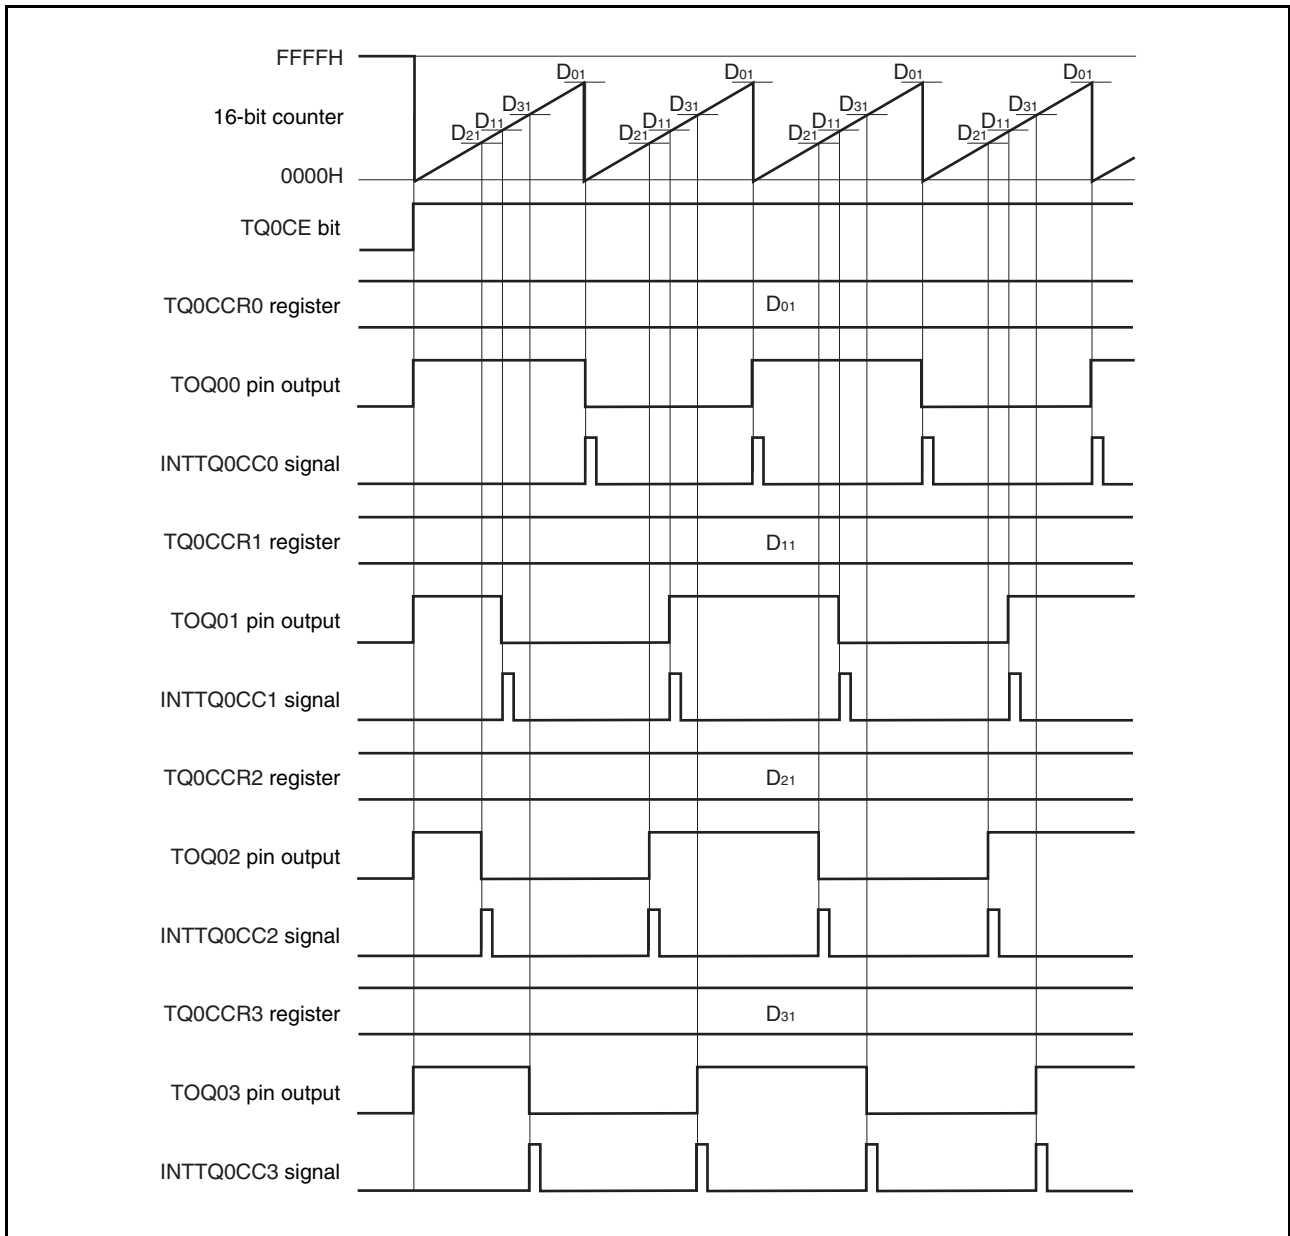 FFFFH
16-bit counter
0000H
D01 D01 D01 D01
D31 D31 D31 D31
D11 D11 D11 D11
D21 D21 D21 D21
TQ0CE bit
TQ0CCR0 register
D01
TOQ00 pin output
INTTQ0CC0 signal
TQ0CCR1 register
D11
TOQ01 pin output
INTTQ0CC1 signal
TQ0CCR2 register
D21
TOQ02 pin output
INTTQ0CC2 signal
TQ0CCR3 register
D31
TOQ03 pin output
INTTQ0CC3 signal